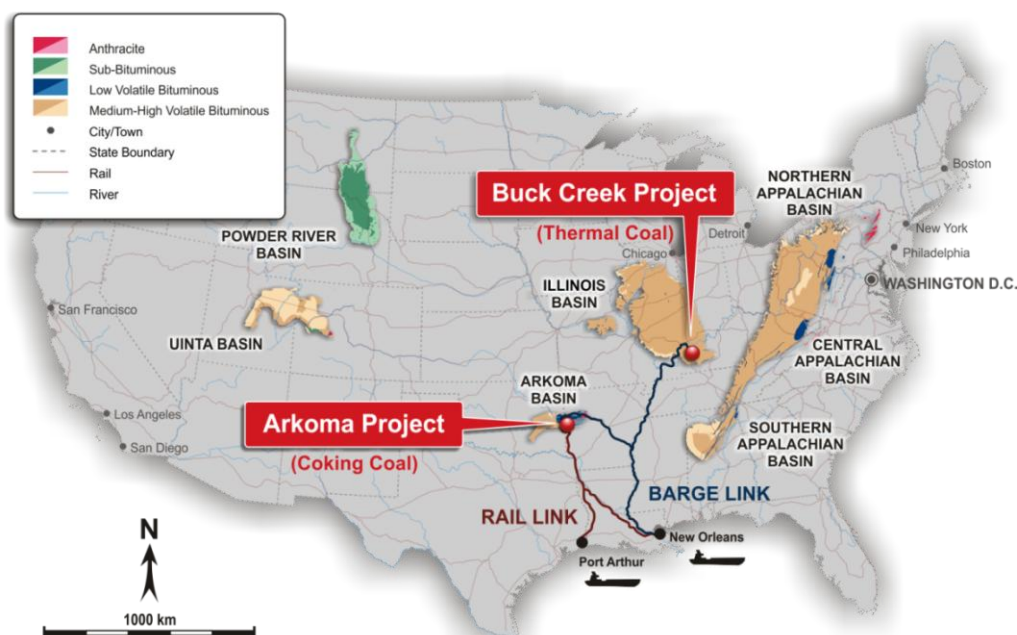 Anthracite
Sub-Bituminous
Low Volatile Bituminous
Medium-High Volatile Bituminous
City/Town
State Boundary
Rail
River
POWDER RIVER
BASIN
UINTA BASIN
San Francisco
Los Angeles
San Diego
Buck Creek Project
(Thermal Coal)
Chicago
Detroit
ILLINOIS
BASIN
NORTHERN
APPALACHIAN
BASIN
Boston
New York
Philadelphia
WASHINGTON D.C.
CENTRAL
APPALACHIAN
BASIN
ARKOMA
BASIN
Arkoma Project
(Coking Coal)
SOUTHERN
APPALACHIAN
BASIN
BARGE LINK
RAIL LINK
New Orleans
Port Arthur
N
1000 km